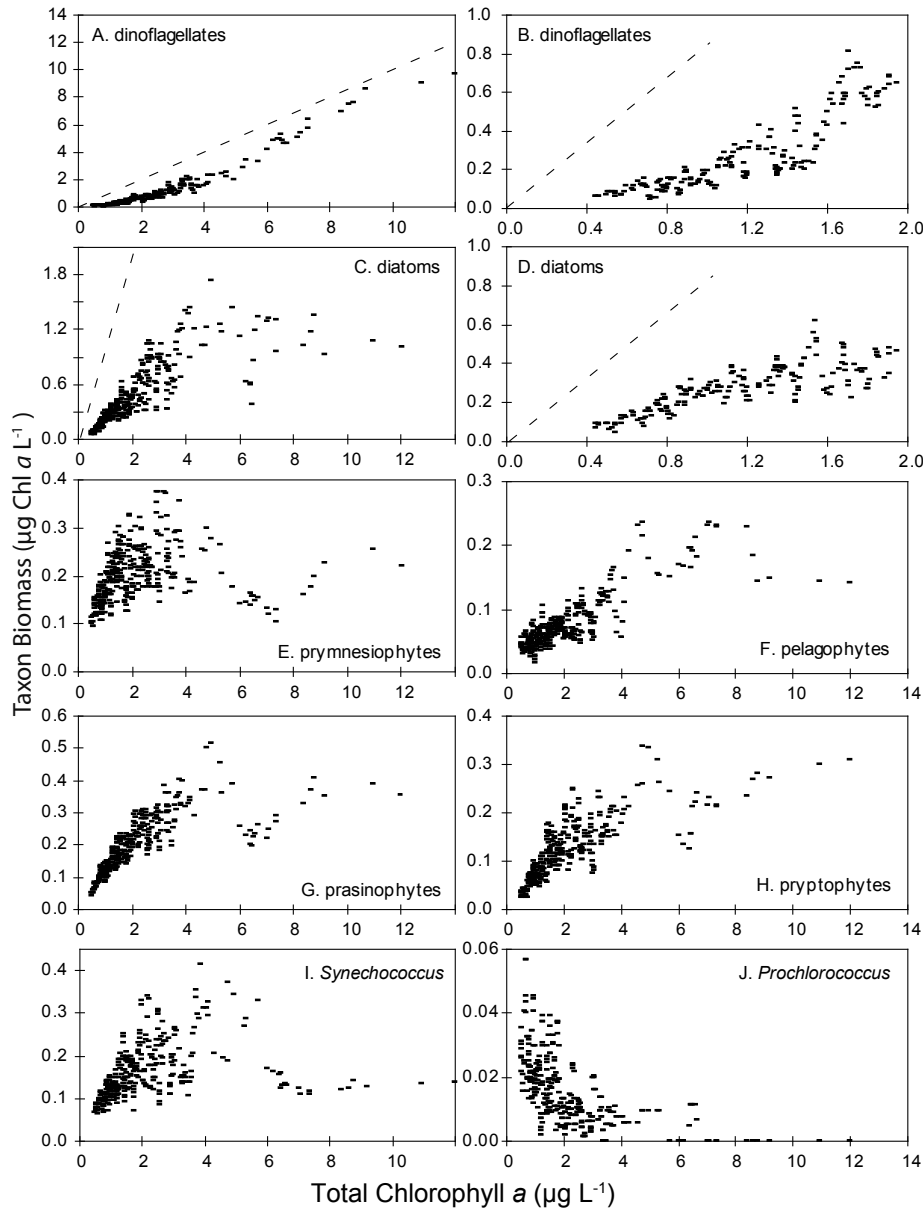 14
12
10
8
6
4
2
0
A. dinoflagellates
0 2 4 6 8 10
1.0
0.8
0.6
0.4
0.2
0.0
B. dinoflagellates
0.0 0.4 0.8 1.2 1.6 2.0
1.8
1.2
0.6
0.0
C. diatoms
0 2 4 6 8 10 12
1.0
0.8
0.6
0.4
0.2
0.0
D. diatoms
0.0 0.4 0.8 1.2 1.6 2.0
Taxon Biomass (µg Chl a L-1 )
0.4
0.3
0.2
0.1
0.0
E. prymnesiophytes
0 2 4 6 8 10 12
0.3
0.2
0.1
0.0
F. pelagophytes
0 2 4 6 8 10 12 14
0.6
0.5
0.4
0.3
0.2
0.1
0.0
G. prasinophytes
0 2 4 6 8 10 12
0.4
0.3
0.2
0.1
0.0
H. pryptophytes
0 2 4 6 8 10 12 14
0.4
0.3
0.2
0.1
0.0
I. Synechococcus
0 2 4 6 8 10
0.06
0.04
0.02
0.00
J. Prochlorococcus
0 2 4 6 8 10 12 14
Total Chlorophyll a (µg L-1)